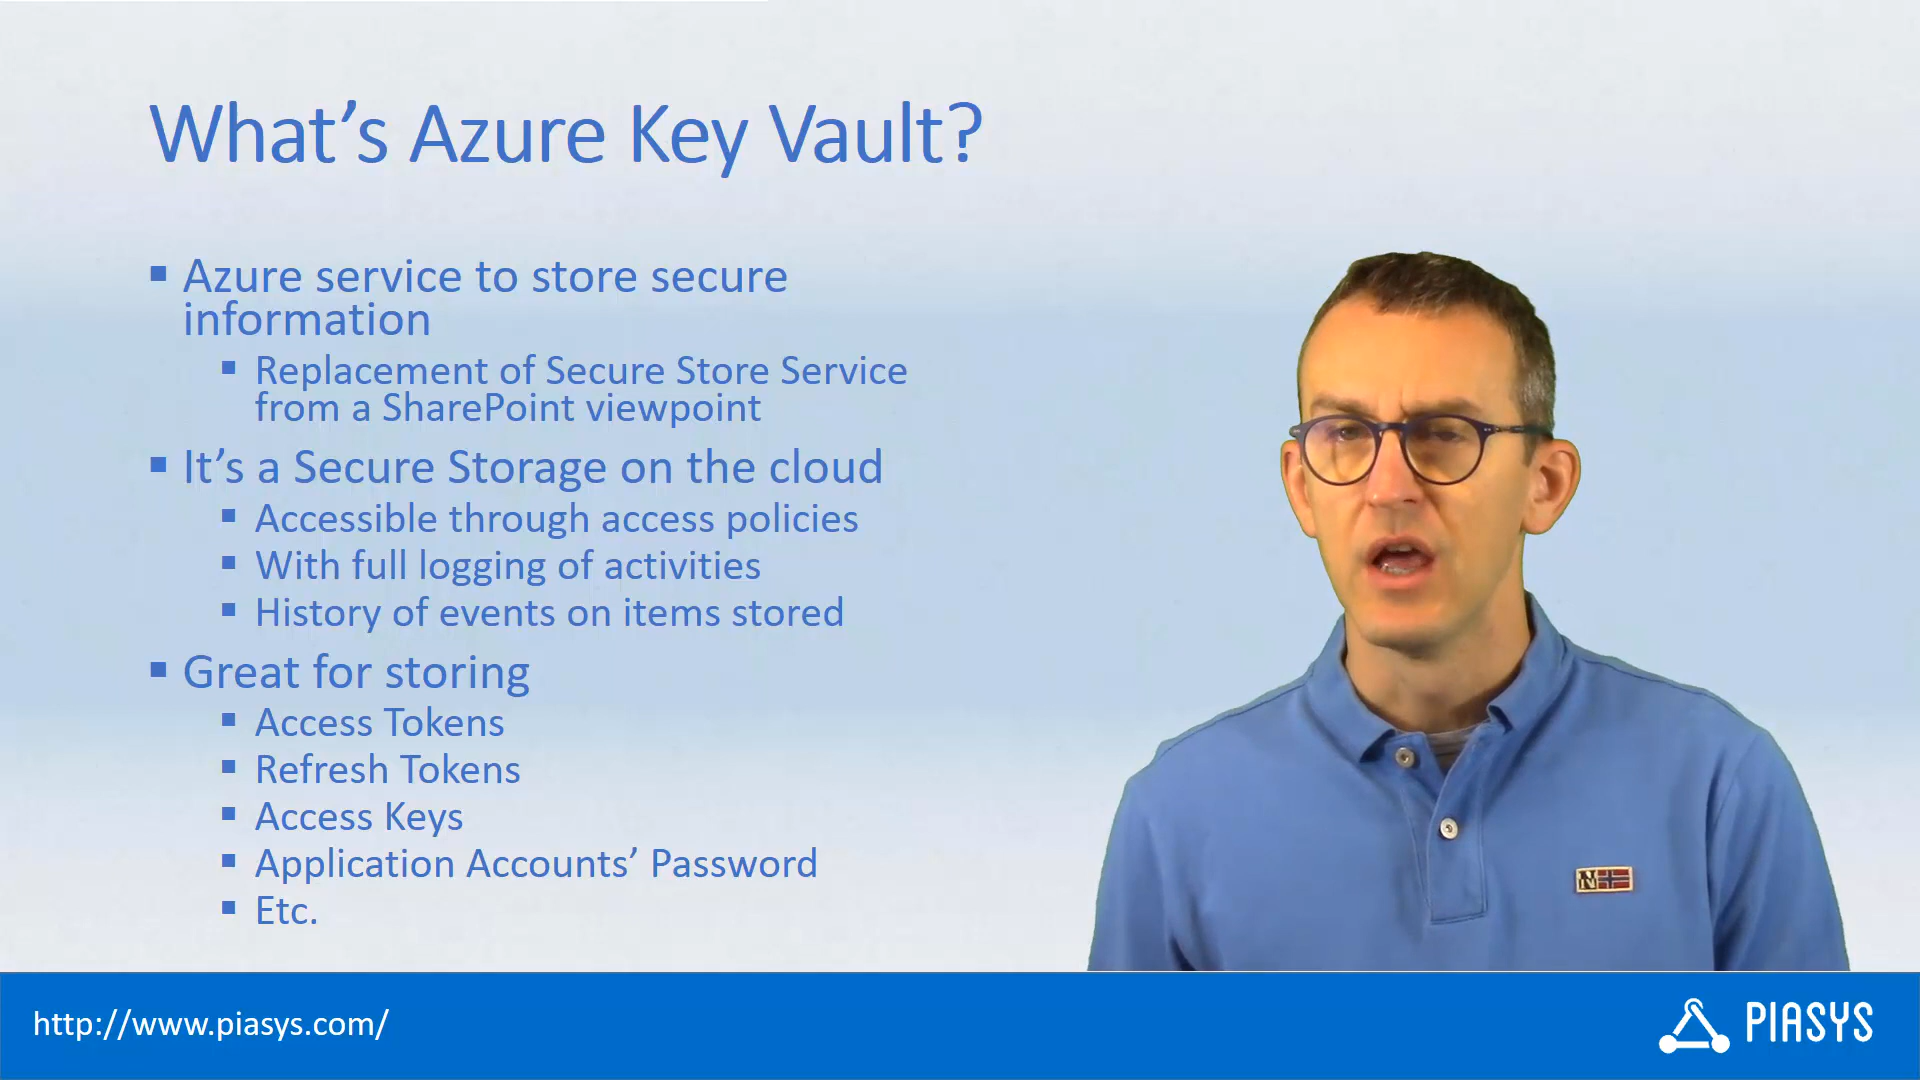 What's Azure Key Vault?
▪ Azure service to store secure
information
▪ Replacement of Secure Store Service
from a SharePoint viewpoint
▪ It's a Secure Storage on the cloud
▪ Accessible through access policies
▪ With full logging of activities
▪ History of events on items stored
▪ Great for storing
▪ Access Tokens
▪ Refresh Tokens
▪ Access Keys
▪ Application Accounts' Password
▪ Etc.
N
http://www.piasys.com/
PIASYS